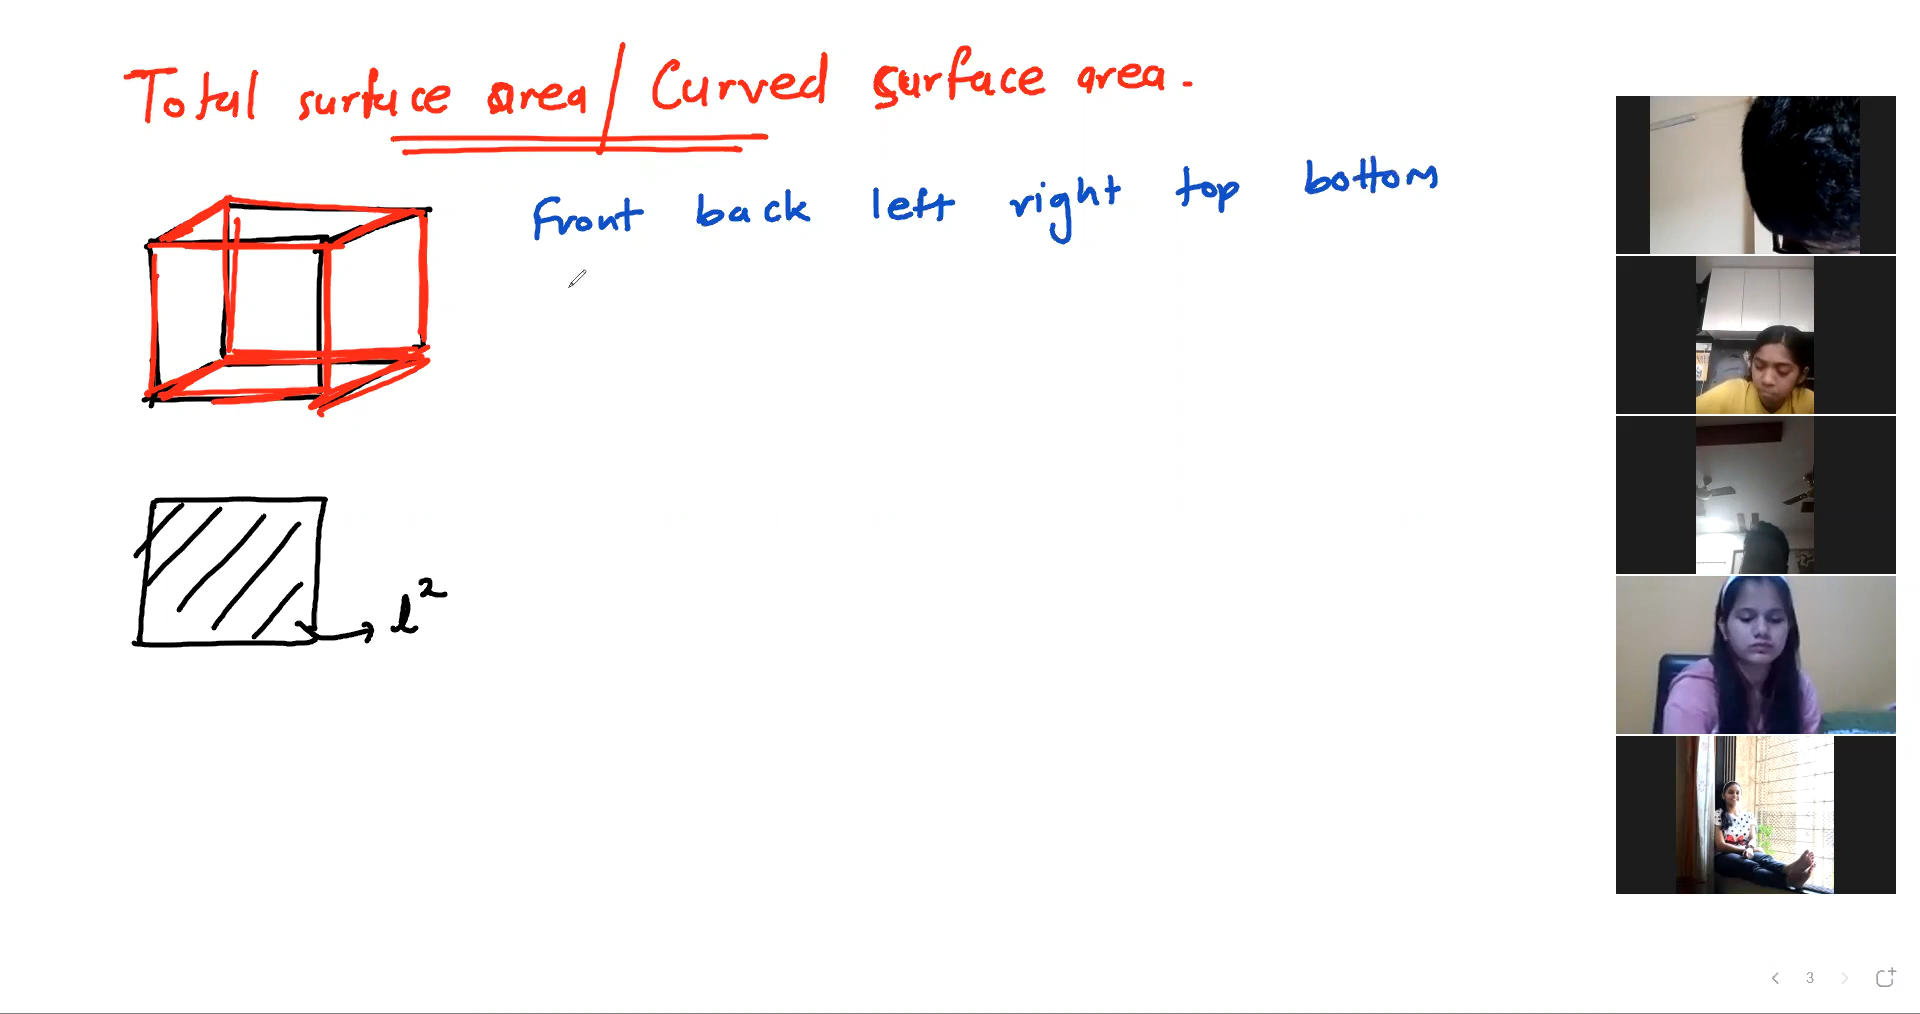 Total surface area / Curved surface area.
Front back left right top bottom
l²
3